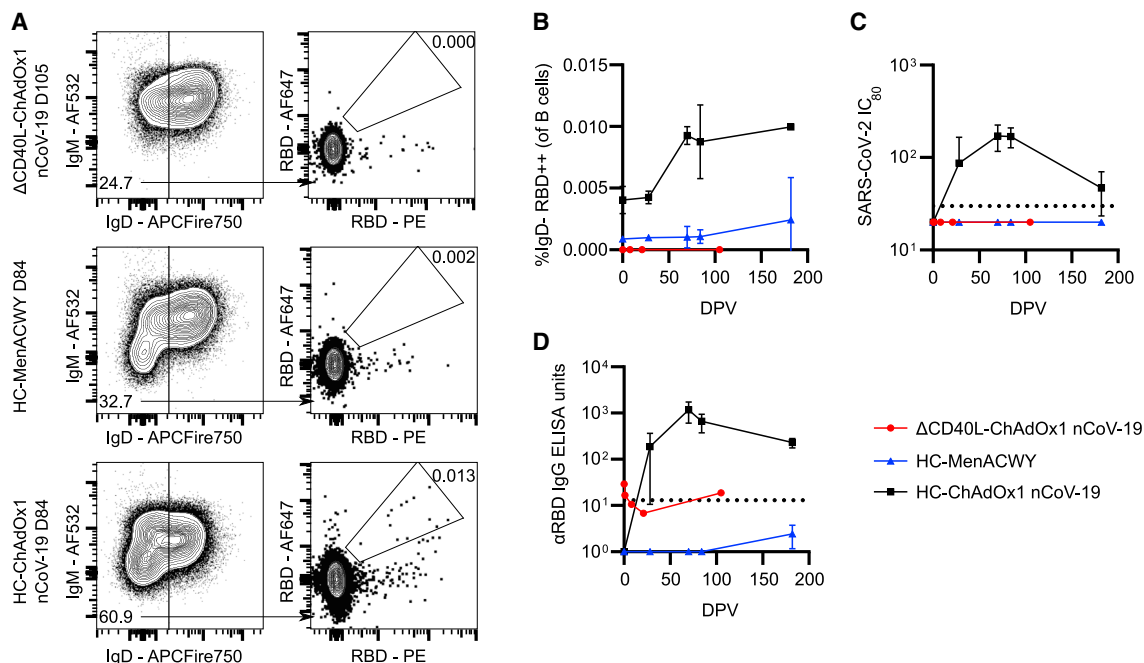 A
ΔCD40L-ChAdOx1
nCoV-19 D105
IgM - AF532
24.7
IgD - APCFire750
RBD - AF647
0.000
RBD - PE
HC-MenACWY D84
IgM - AF532
32.7
IgD - APCFire750
RBD - AF647
0.002
RBD - PE
HC-ChAdOx1
nCoV-19 D84
IgM - AF532
60.9
IgD - APCFire750
RBD - AF647
0.013
RBD - PE
B
%IgD- RBD++ (of B cells)
0.015
0.010
0.005
0.000
0 50 100 150 200
DPV
C
SARS-CoV-2 IC80
10³
10²
10¹
0 50 100 150 200
DPV
D
αRBD IgG ELISA units
10⁴
10³
10²
10¹
10⁰
0 50 100 150 200
DPV
ΔCD40L-ChAdOx1 nCoV-19
HC-MenACWY
HC-ChAdOx1 nCoV-19